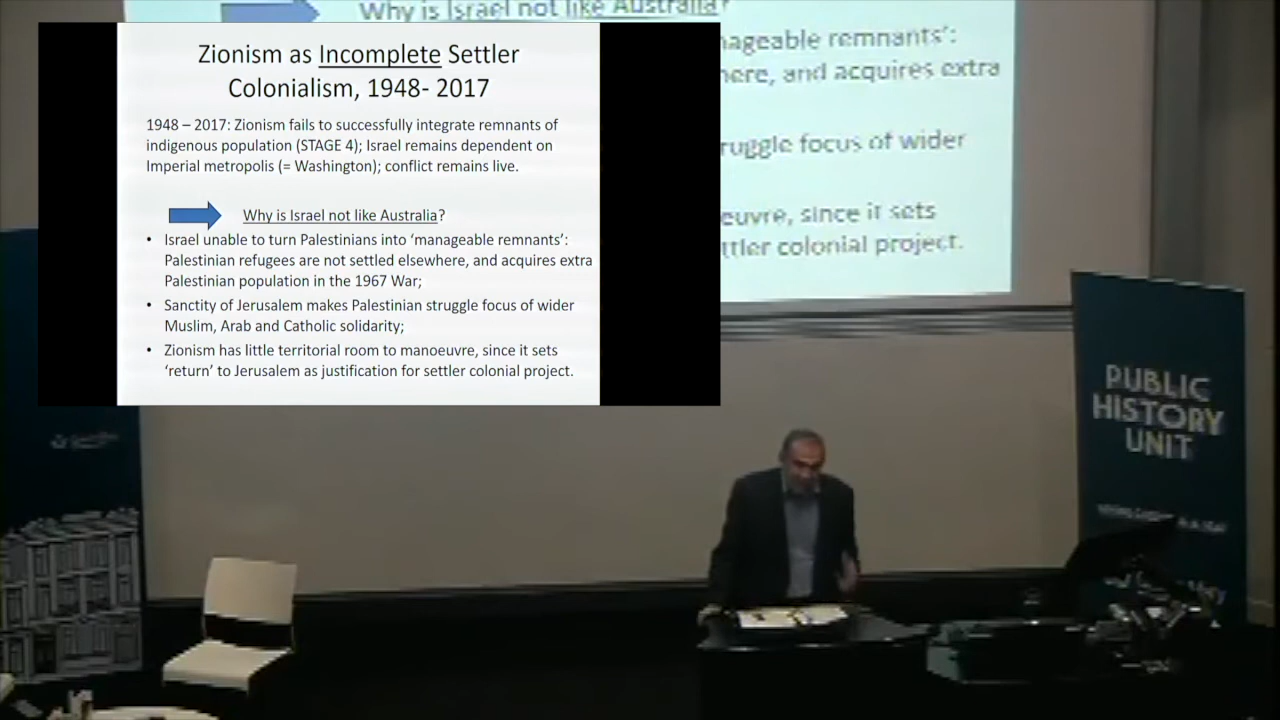 Zionism as Incomplete Settler
Colonialism, 1948- 2017
1948 – 2017: Zionism fails to successfully integrate remnants of
indigenous population (STAGE 4); Israel remains dependent on
Imperial metropolis (= Washington); conflict remains live.
Why is Israel not like Australia?
• Israel unable to turn Palestinians into ‘manageable remnants’:
Palestinian refugees are not settled elsewhere, and acquires extra
Palestinian population in the 1967 War;
• Sanctity of Jerusalem makes Palestinian struggle focus of wider
Muslim, Arab and Catholic solidarity;
• Zionism has little territorial room to manoeuvre, since it sets
‘return’ to Jerusalem as justification for settler colonial project.
Why is Israel not like Australia?
nageable remnants’:
here, and acquires extra
ruggle focus of wider
euvre, since it sets
ttler colonial project.
PUBLIC
HISTORY
UNIT